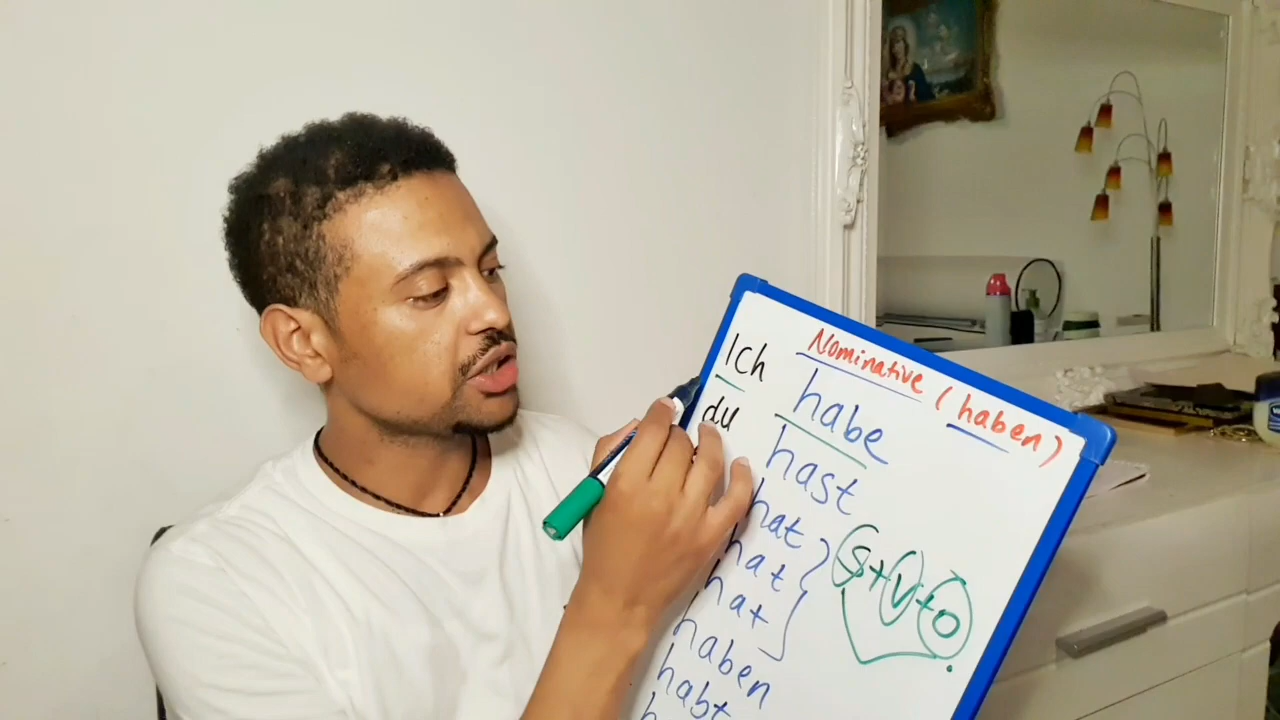 Nominative (haben)
Ich habe
du hast
hat
hat
hat
S+V+O
haben
habt